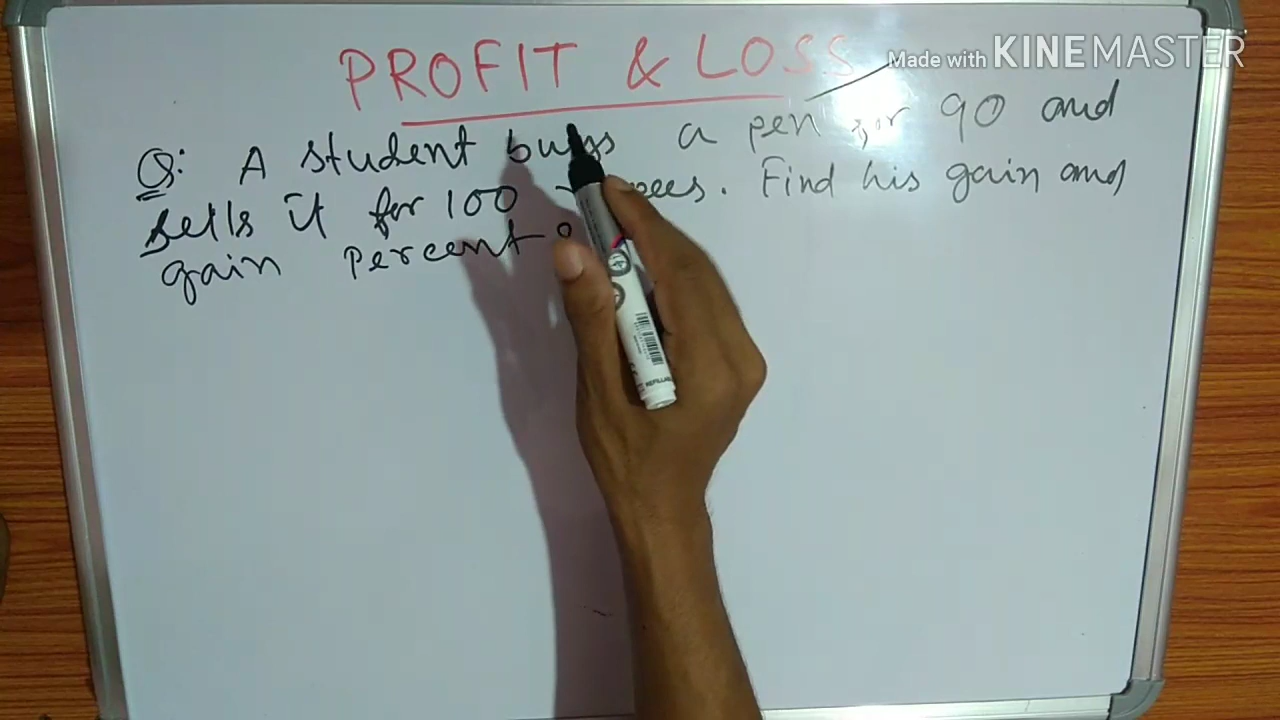 PROFIT & LOSS
Made with KINEMASTER
Q: A student buys a pen for 90 and
sells it for 100 rupees. Find his gain and
gain percent
REFILLABLE